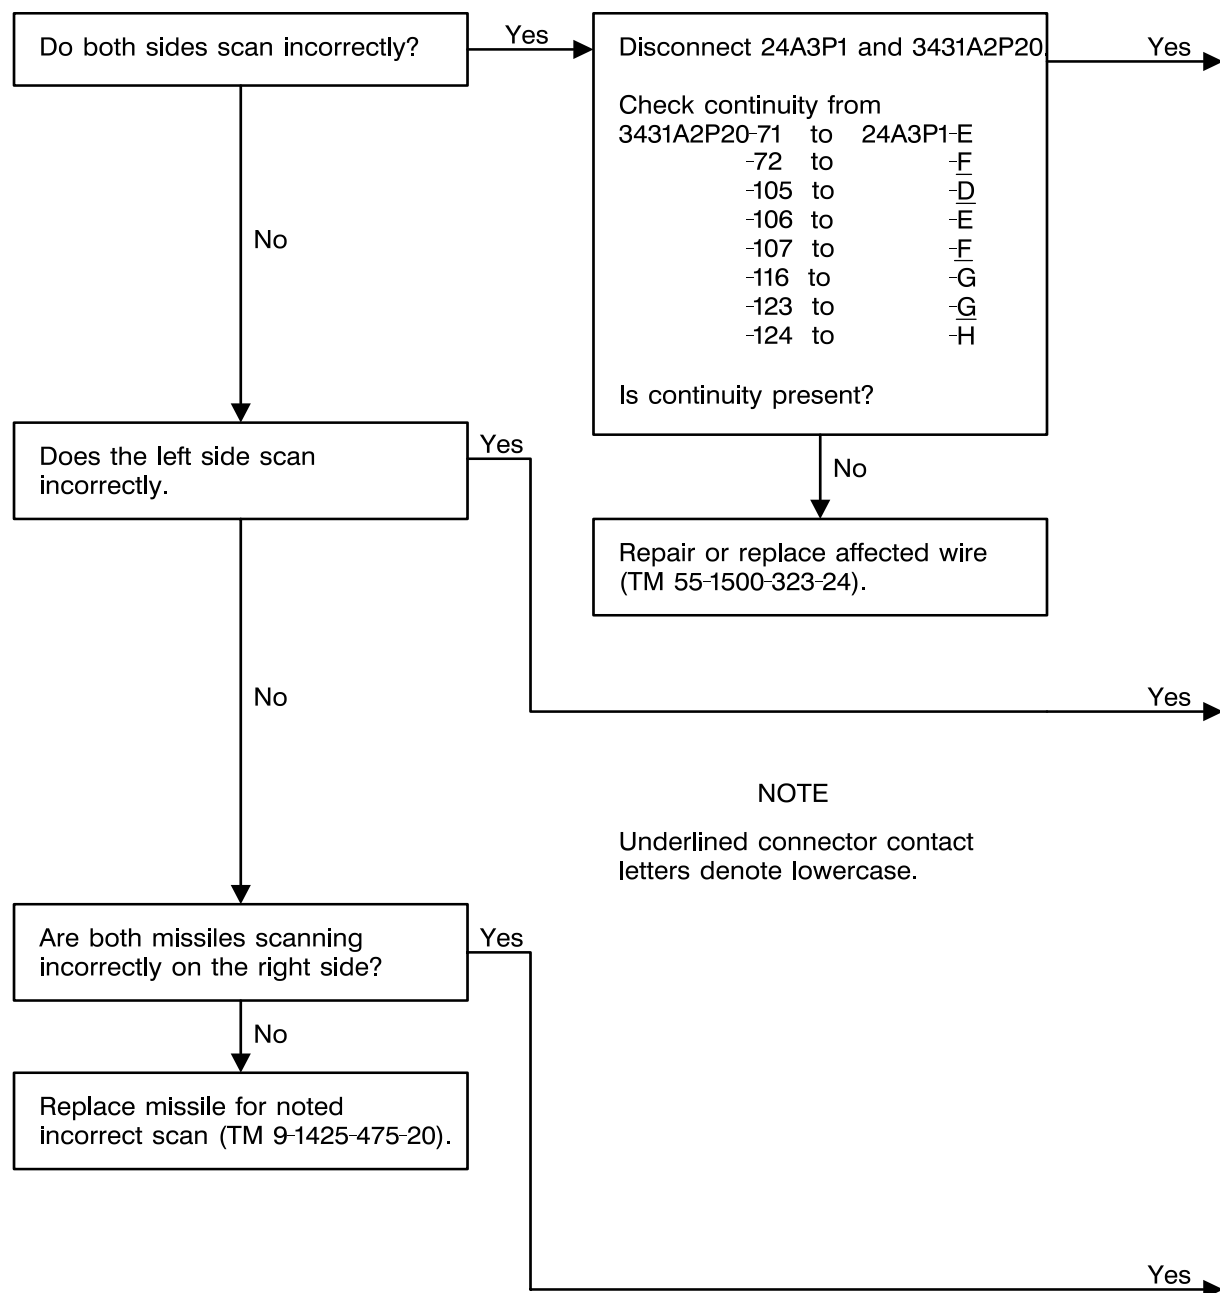 Do both sides scan incorrectly?
Yes
Disconnect 24A3P1 and 3431A2P20.
Yes
Check continuity from
3431A2P20-71 to 24A3P1-E
-72 to -F
-105 to -D
-106 to -E
-107 to -F
-116 to -G
-123 to -G
-124 to -H
Is continuity present?
No
Does the left side scan
incorrectly.
Yes
No
Repair or replace affected wire
(TM 55-1500-323-24).
No
Yes
NOTE
Underlined connector contact
letters denote lowercase.
Are both missiles scanning
incorrectly on the right side?
Yes
No
Replace missile for noted
incorrect scan (TM 9-1425-475-20).
Yes